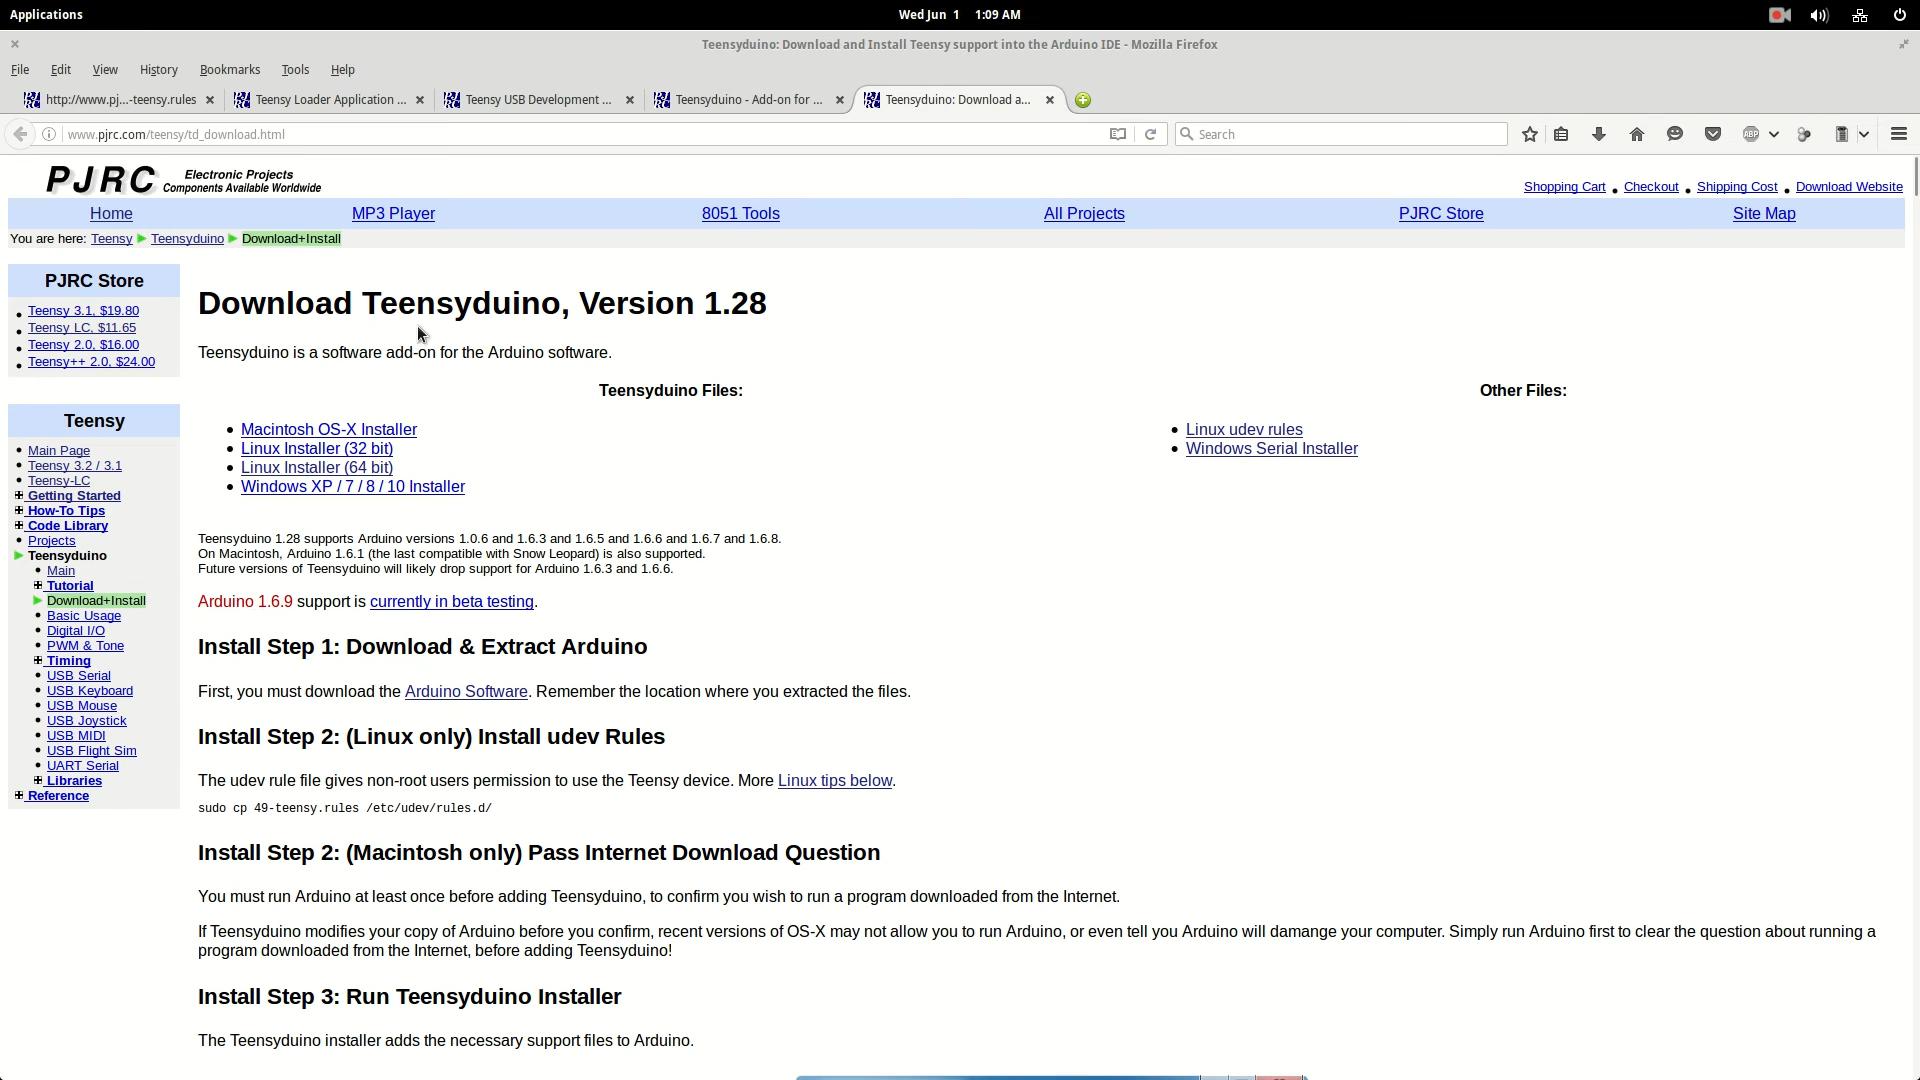 Applications
Wed Jun 1 1:09 AM
Teensyduino: Download and Install Teensy support into the Arduino IDE - Mozilla Firefox
File Edit View History Bookmarks Tools Help
http://www.pj...-teensy.rules
Teensy Loader Application ...
Teensy USB Development ...
Teensyduino - Add-on for ...
Teensyduino: Download a...
www.pjrc.com/teensy/td_download.html
Search
ABP
PJRC
Electronic Projects
Components Available Worldwide
Shopping Cart Checkout Shipping Cost Download Website
Home MP3 Player 8051 Tools All Projects PJRC Store Site Map
You are here: Teensy Teensyduino Download+Install
PJRC Store
Teensy 3.1, $19.80
Teensy LC, $11.65
Teensy 2.0, $16.00
Teensy++ 2.0, $24.00
Teensy
Main Page
Teensy 3.2 / 3.1
Teensy-LC
Getting Started
How-To Tips
Code Library
Projects
Teensyduino
Main
Tutorial
Download+Install
Basic Usage
Digital I/O
PWM & Tone
Timing
USB Serial
USB Keyboard
USB Mouse
USB Joystick
USB MIDI
USB Flight Sim
UART Serial
Libraries
Reference
Download Teensyduino, Version 1.28
Teensyduino is a software add-on for the Arduino software.
Teensyduino Files:
Macintosh OS-X Installer
Linux Installer (32 bit)
Linux Installer (64 bit)
Windows XP / 7 / 8 / 10 Installer
Other Files:
Linux udev rules
Windows Serial Installer
Teensyduino 1.28 supports Arduino versions 1.0.6 and 1.6.3 and 1.6.5 and 1.6.6 and 1.6.7 and 1.6.8.
On Macintosh, Arduino 1.6.1 (the last compatible with Snow Leopard) is also supported.
Future versions of Teensyduino will likely drop support for Arduino 1.6.3 and 1.6.6.
Arduino 1.6.9 support is currently in beta testing.
Install Step 1: Download & Extract Arduino
First, you must download the Arduino Software. Remember the location where you extracted the files.
Install Step 2: (Linux only) Install udev Rules
The udev rule file gives non-root users permission to use the Teensy device. More Linux tips below.
sudo cp 49-teensy.rules /etc/udev/rules.d/
Install Step 2: (Macintosh only) Pass Internet Download Question
You must run Arduino at least once before adding Teensyduino, to confirm you wish to run a program downloaded from the Internet.
If Teensyduino modifies your copy of Arduino before you confirm, recent versions of OS-X may not allow you to run Arduino, or even tell you Arduino will damange your computer. Simply run Arduino first to clear the question about running a
program downloaded from the Internet, before adding Teensyduino!
Install Step 3: Run Teensyduino Installer
The Teensyduino installer adds the necessary support files to Arduino.